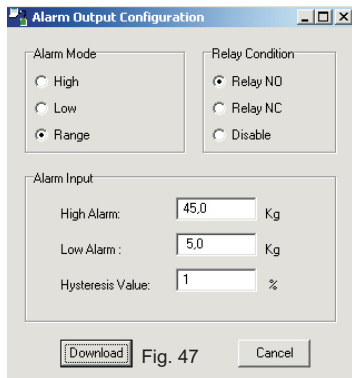 Alarm Output Configuration
Alarm Mode
High
Low
Range
Relay Condition
Relay NO
Relay NC
Disable
Alarm Input
High Alarm: 45,0 Kg
Low Alarm : 5,0 Kg
Hysteresis Value: 1 %
Download Fig. 47 Cancel